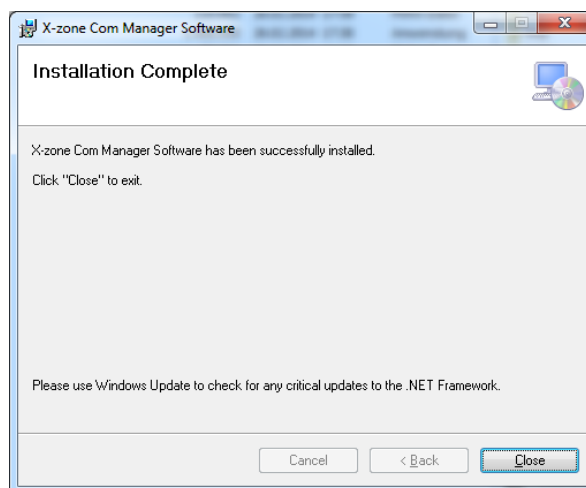 X-zone Com Manager Software
Installation Complete
X-zone Com Manager Software has been successfully installed.
Click "Close" to exit.
Please use Windows Update to check for any critical updates to the .NET Framework.
Cancel
< Back
Close